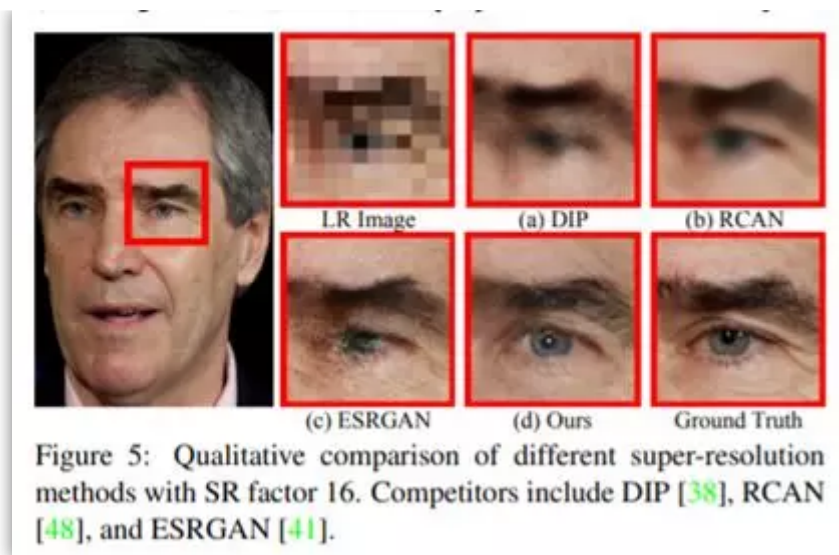 LR Image
(a) DIP
(b) RCAN
(c) ESRGAN
(d) Ours
Ground Truth
Figure 5: Qualitative comparison of different super-resolution
methods with SR factor 16. Competitors include DIP [38], RCAN
[48], and ESRGAN [41].